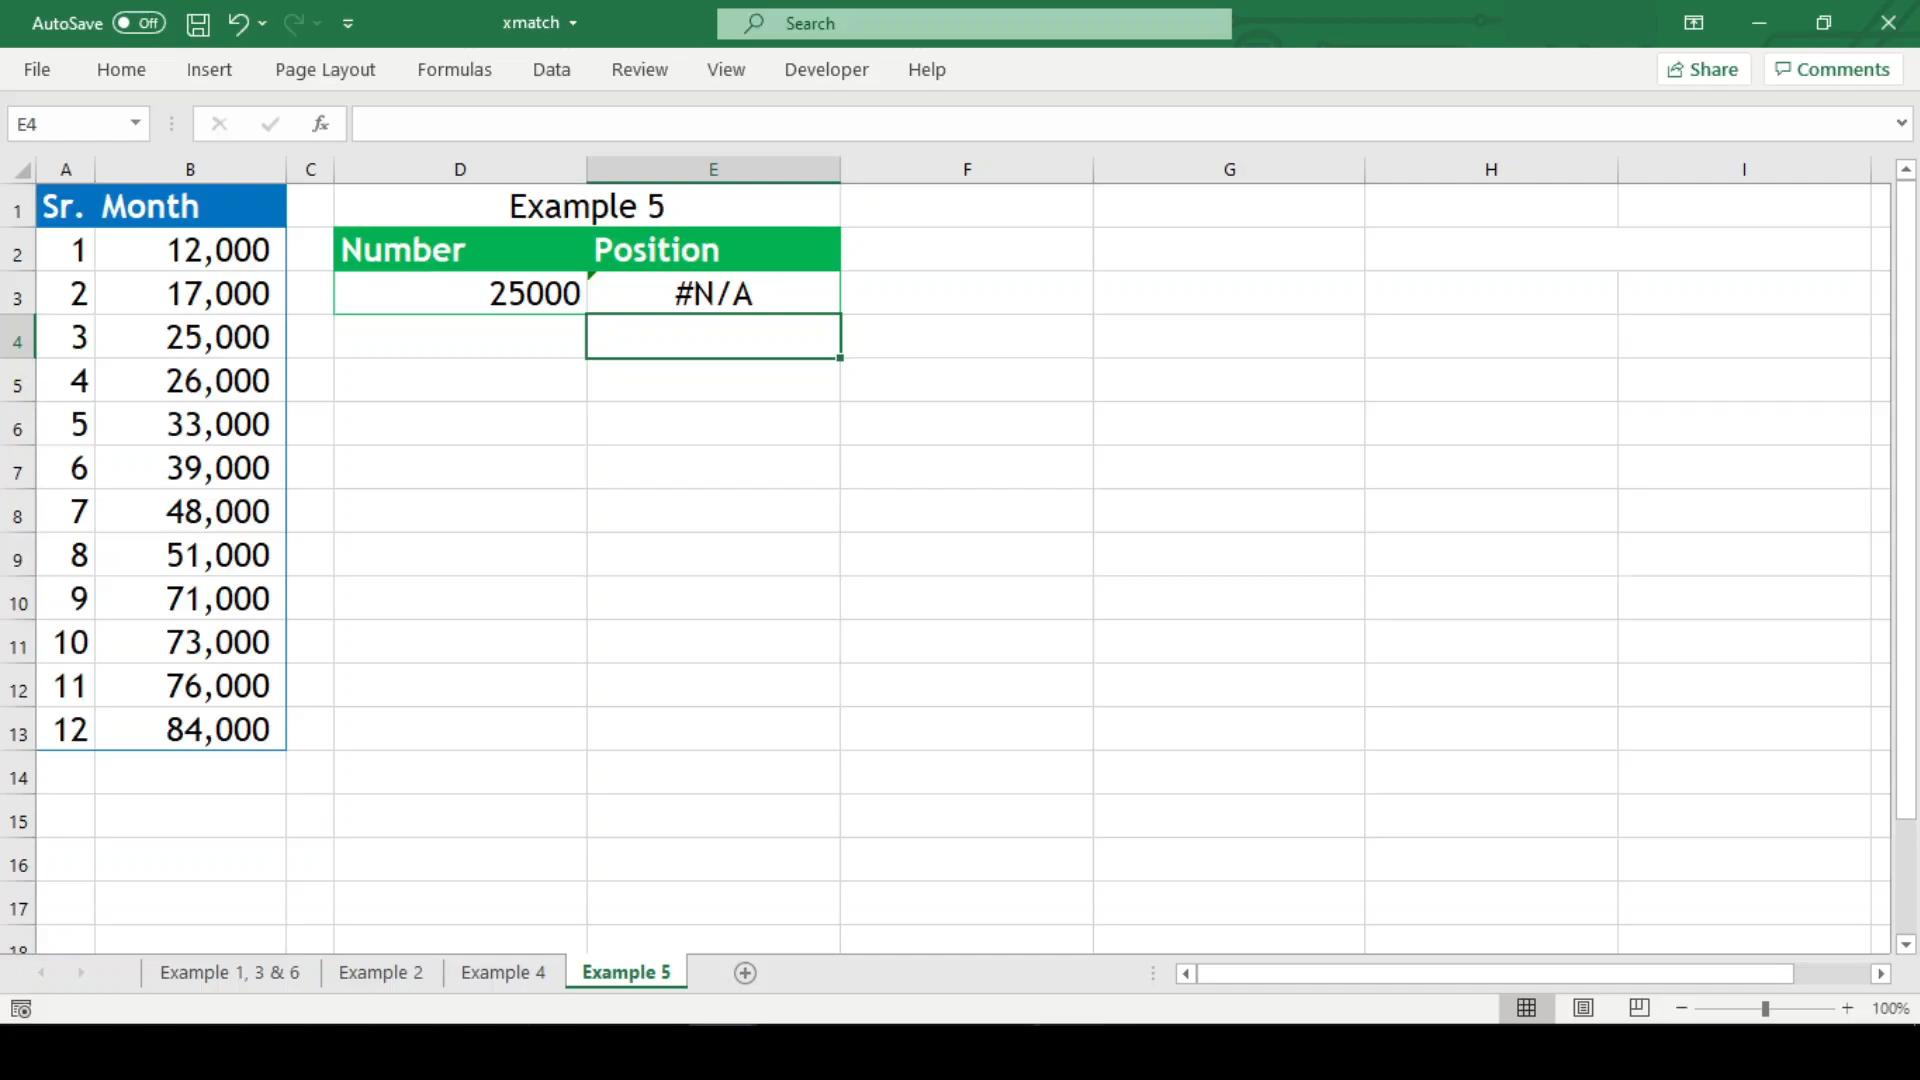 AutoSave Off xmatch Search
File Home Insert Page Layout Formulas Data Review View Developer Help Share Comments
E4 fx
A B C D E F G H I
1 Sr. Month Example 5
2 1 12,000 Number Position
3 2 17,000 25000 #N/A
4 3 25,000
5 4 26,000
6 5 33,000
7 6 39,000
8 7 48,000
9 8 51,000
10 9 71,000
11 10 73,000
12 11 76,000
13 12 84,000
14
15
16
17
18
Example 1, 3 & 6 Example 2 Example 4 Example 5
100%